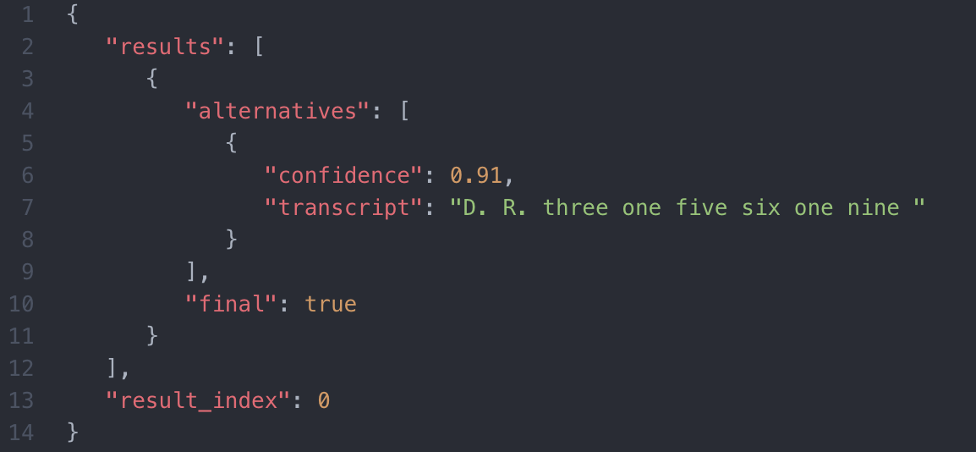 1 {
2 "results": [
3 {
4 "alternatives": [
5 {
6 "confidence": 0.91,
7 "transcript": "D. R. three one five six one nine "
8 }
9 ],
10 "final": true
11 }
12 ],
13 "result_index": 0
14 }